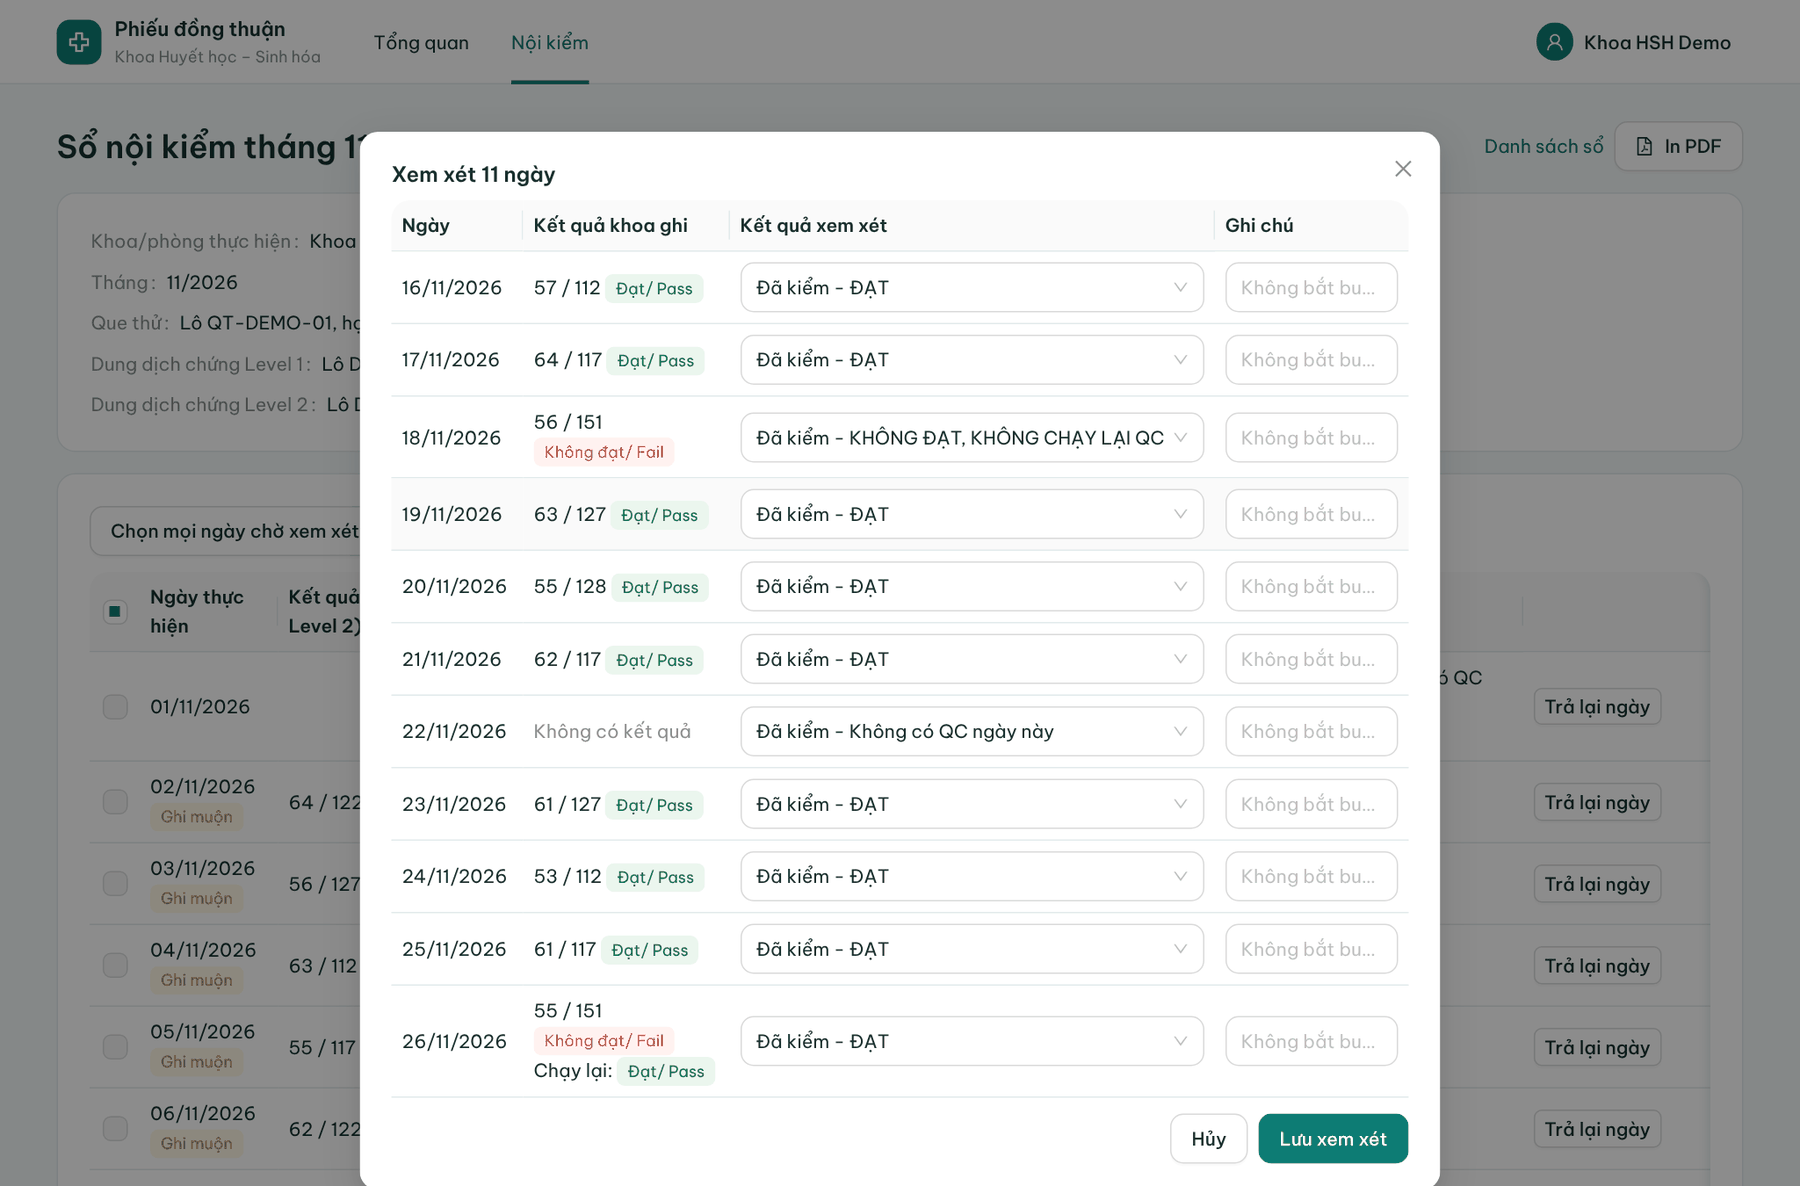 Phiếu đồng thuận
Khoa Huyết học – Sinh hóa
Tổng quan
Nội kiểm
Khoa HSH Demo
Sổ nội kiểm tháng 11
Danh sách sổ
In PDF
Khoa/phòng thực hiện: Khoa
Tháng: 11/2026
Que thử: Lô QT-DEMO-01,
Dung dịch chứng Level 1: Lô
Dung dịch chứng Level 2: Lô
Chọn mọi ngày chờ xem xét
Ngày thực hiện
Kết quả
Level 2)
01/11/2026
ó QC
Trả lại ngày
02/11/2026
Ghi muộn
64 / 122
Trả lại ngày
03/11/2026
Ghi muộn
56 / 127
Trả lại ngày
04/11/2026
Ghi muộn
63 / 112
Trả lại ngày
05/11/2026
Ghi muộn
55 / 117
Trả lại ngày
06/11/2026
Ghi muộn
62 / 122
Trả lại ngày
Xem xét 11 ngày
Ngày Kết quả khoa ghi Kết quả xem xét Ghi chú
16/11/2026 57 / 112 Đạt/ Pass Đã kiểm - ĐẠT Không bắt bu...
17/11/2026 64 / 117 Đạt/ Pass Đã kiểm - ĐẠT Không bắt bu...
18/11/2026 56 / 151 Không đạt/ Fail Đã kiểm - KHÔNG ĐẠT, KHÔNG CHẠY LẠI QC Không bắt bu...
19/11/2026 63 / 127 Đạt/ Pass Đã kiểm - ĐẠT Không bắt bu...
20/11/2026 55 / 128 Đạt/ Pass Đã kiểm - ĐẠT Không bắt bu...
21/11/2026 62 / 117 Đạt/ Pass Đã kiểm - ĐẠT Không bắt bu...
22/11/2026 Không có kết quả Đã kiểm - Không có QC ngày này Không bắt bu...
23/11/2026 61 / 127 Đạt/ Pass Đã kiểm - ĐẠT Không bắt bu...
24/11/2026 53 / 112 Đạt/ Pass Đã kiểm - ĐẠT Không bắt bu...
25/11/2026 61 / 117 Đạt/ Pass Đã kiểm - ĐẠT Không bắt bu...
26/11/2026 55 / 151 Không đạt/ Fail Chạy lại: Đạt/ Pass Đã kiểm - ĐẠT Không bắt bu...
Hủy
Lưu xem xét